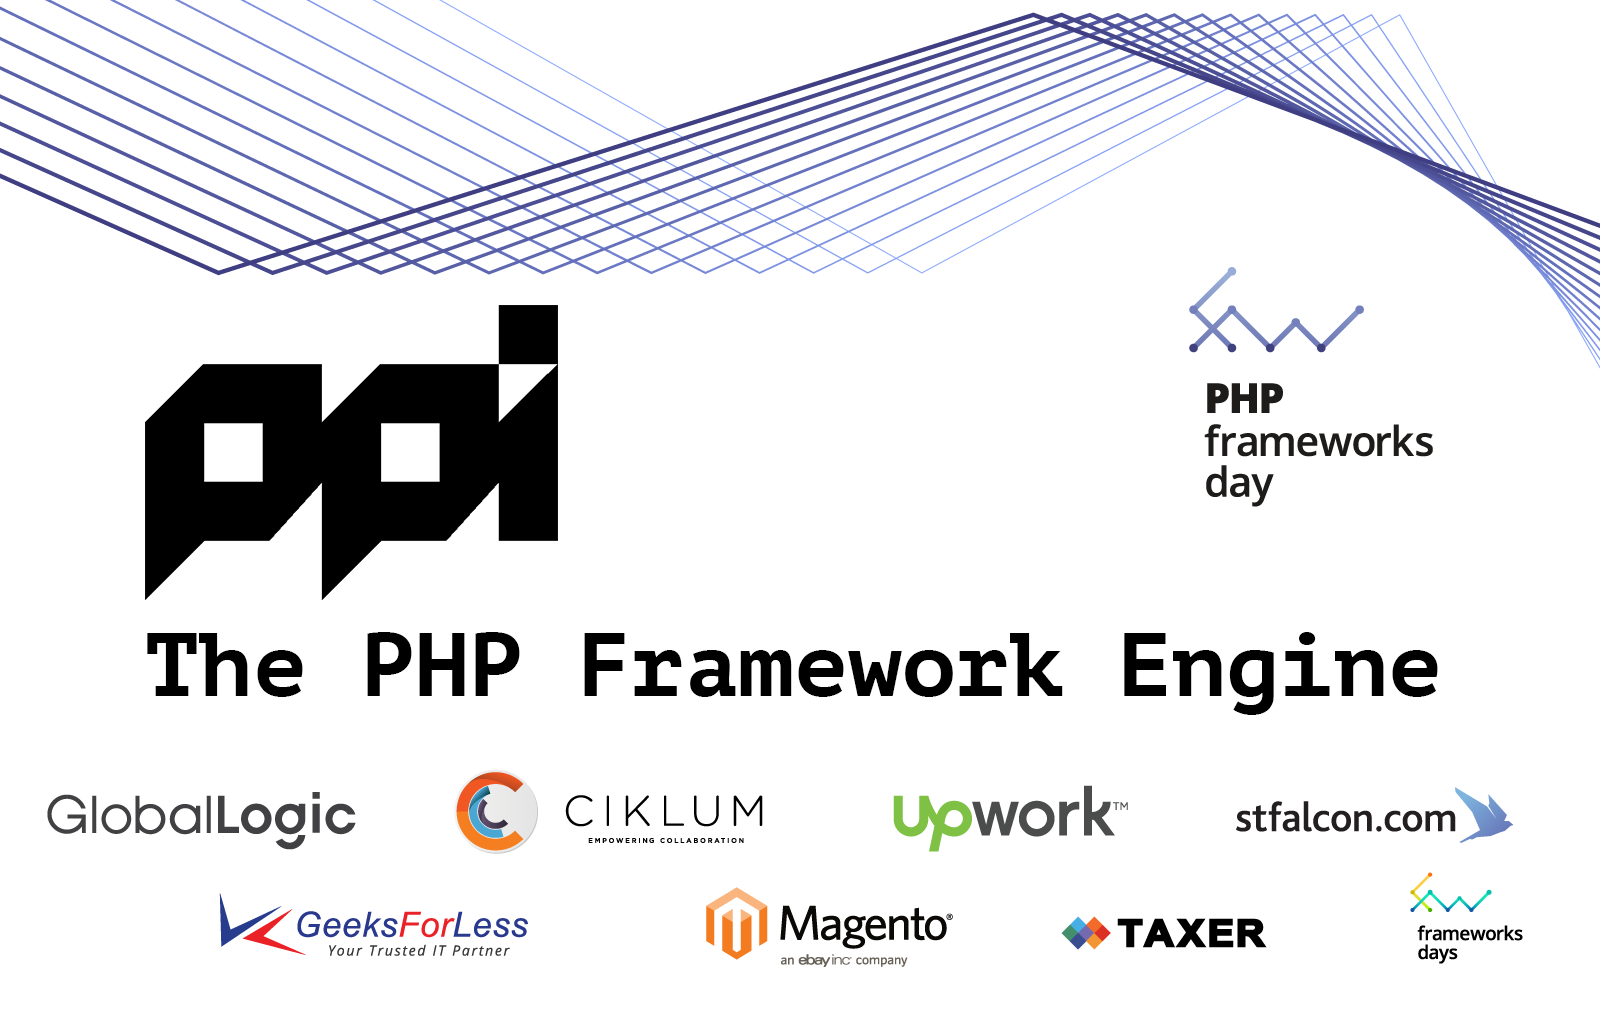 ppi
PHP
frameworks
day
The PHP Framework Engine
GlobalLogic
CIKLUM
EMPOWERING COLLABORATION
upwork™
stfalcon.com
GeeksForLess
Your Trusted IT Partner
Magento®
an ebay inc company
TAXER
fw
frameworks
days